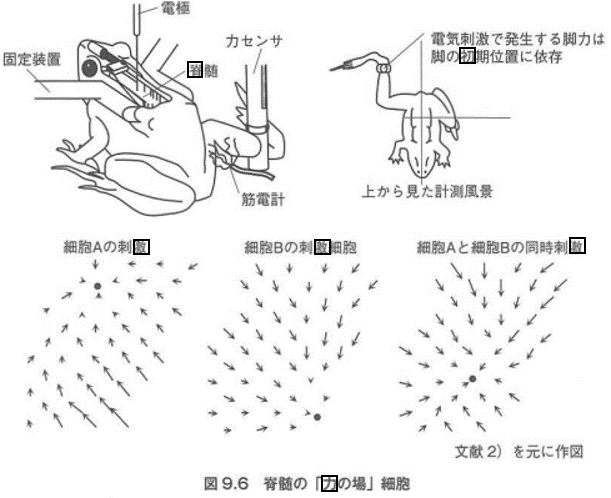 電極
固定装置
脊髄
力センサ
筋電計
電気刺激で発生する脚力は
脚の初期位置に依存
上から見た計測風景
細胞Aの刺激
細胞Bの刺激細胞
細胞Aと細胞Bの同時刺激
文献2）を元に作図
図9.6 脊髄の「力の場」細胞